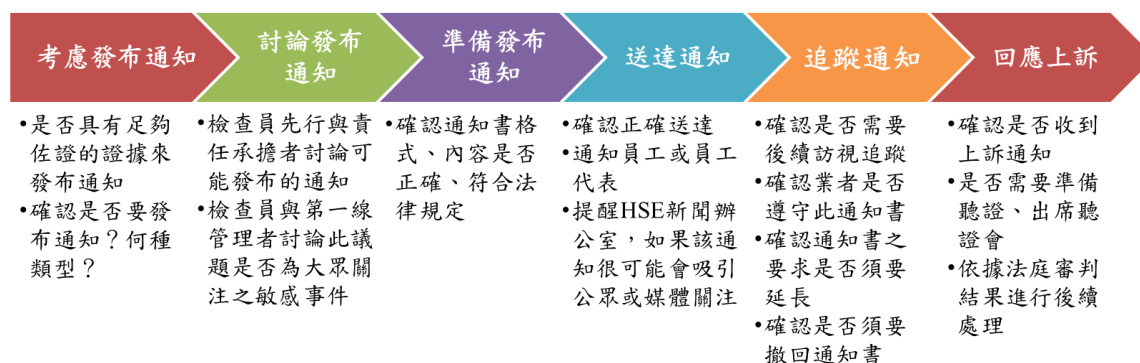 考慮發布通知
討論發布
通知
準備發布
通知
送達通知
追蹤通知
回應上訴
•是否具有足夠
佐證的證據來
發布通知
•確認是否要發
布通知？何種
類型？
•檢查員先行與責
任承擔者討論可
能發布的通知
•檢查員與第一線
管理者討論此議
題是否為大眾關
注之敏感事件
•確認通知書格
式、內容是否
正確、符合法
律規定
•確認正確送達
•通知員工或員工
代表
•提醒HSE新聞辦
公室，如果該通
知很可能會吸引
公眾或媒體關注
•確認是否需要
後續訪視追蹤
•確認業者是否
遵守此通知書
•確認通知書之
要求是否須要
延長
•確認是否須要
撤回通知書
•確認是否收到
上訴通知
•是否需要準備
聽證、出席聽
證會
•依據法庭審判
結果進行後續
處理